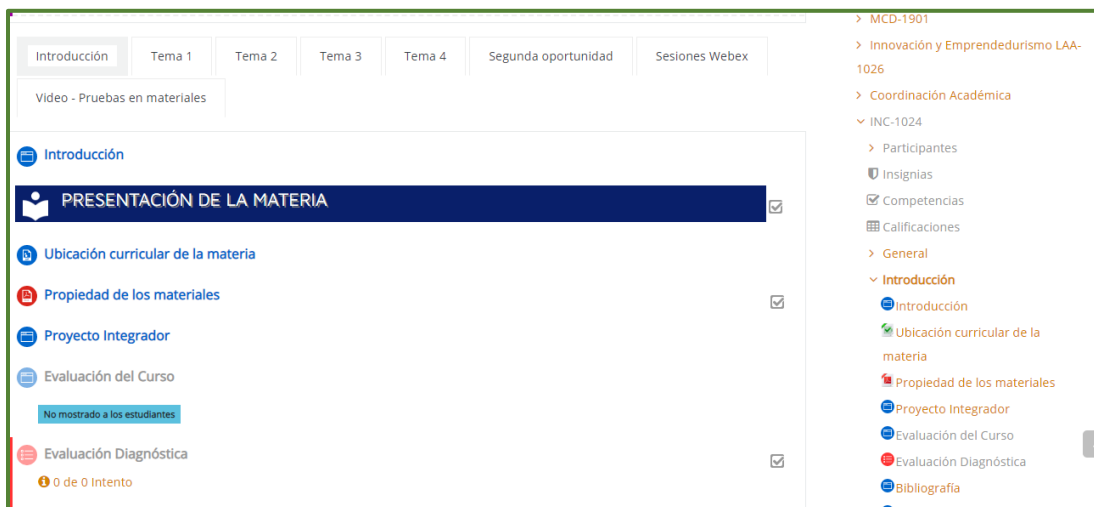 Introducción
Tema 1
Tema 2
Tema 3
Tema 4
Segunda oportunidad
Sesiones Webex
Video - Pruebas en materiales
Introducción
PRESENTACIÓN DE LA MATERIA
Ubicación curricular de la materia
Propiedad de los materiales
Proyecto Integrador
Evaluación del Curso
No mostrado a los estudiantes
Evaluación Diagnóstica
0 de 0 Intento
MCD-1901
Innovación y Emprendedurismo LAA-
1026
Coordinación Académica
INC-1024
Participantes
Insignias
Competencias
Calificaciones
General
Introducción
Introducción
Ubicación curricular de la
materia
Propiedad de los materiales
Proyecto Integrador
Evaluación del Curso
Evaluación Diagnóstica
Bibliografía